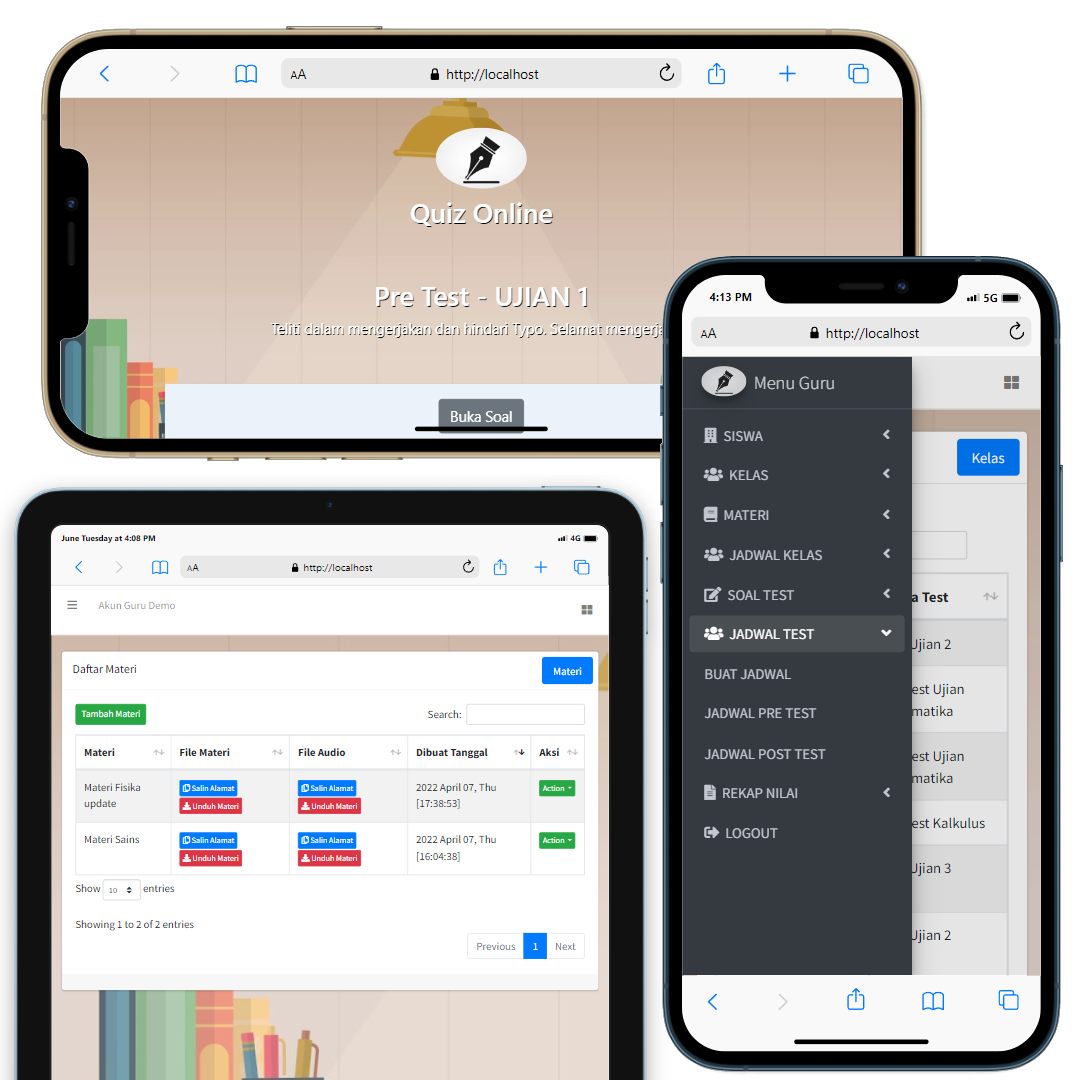 AA http://localhost
Quiz Online
Pre Test - UJIAN 1
Teliti dalam mengerjakan dan hindari Typo. Selamat
Buka Soal
4:13 PM 5G
AA http://localhost
Menu Guru
Kelas
SISWA
KELAS
MATERI
JADWAL KELAS
SOAL TEST
JADWAL TEST
BUAT JADWAL
JADWAL PRE TEST
JADWAL POST TEST
REKAP NILAI
LOGOUT
a Test
Ujian 2
est Ujian
matika
est Ujian
matika
est Kalkulus
Ujian 3
Ujian 2
June Tuesday at 4:08 PM 4G
AA http://localhost
Akun Guru Demo
Daftar Materi Materi
Tambah Materi Search:
Materi File Materi File Audio Dibuat Tanggal Aksi
Materi Fisika update Salin Alamat Unduh Materi Salin Alamat Unduh Materi 2022 April 07, Thu [17:38:53] Action
Materi Sains Salin Alamat Unduh Materi Salin Alamat Unduh Materi 2022 April 07, Thu [16:04:38] Action
Show 10 entries
Showing 1 to 2 of 2 entries
Previous 1 Next